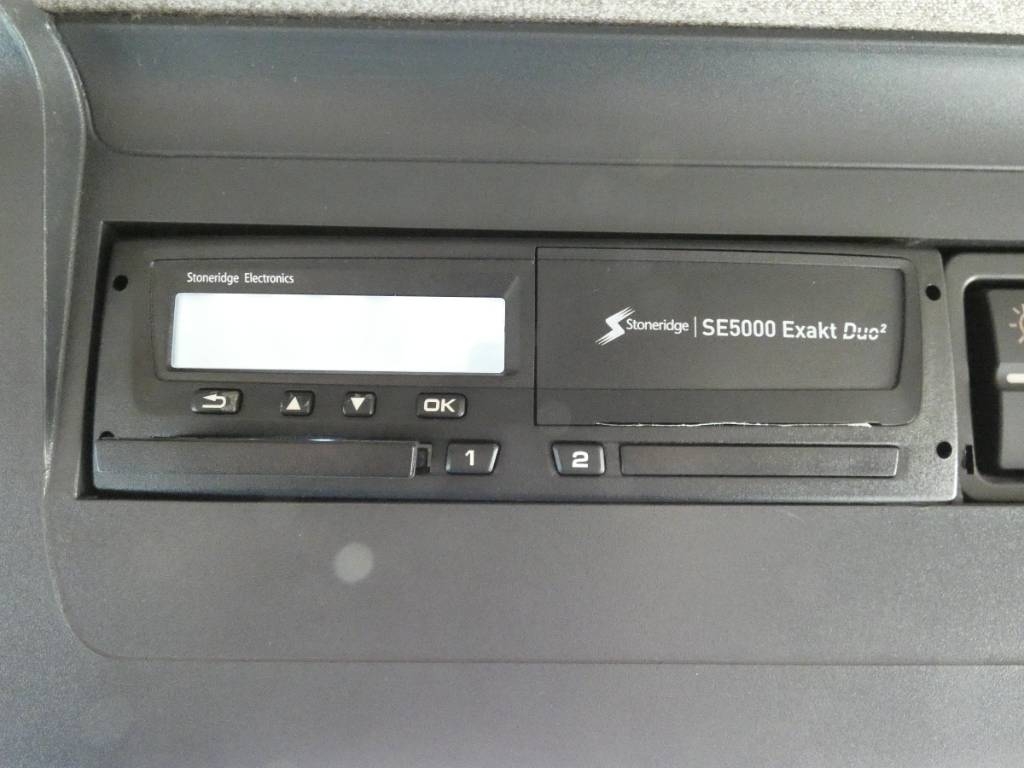 Stoneridge Electronics
Stoneridge | SE5000 Exakt Duo²
OK
1
2